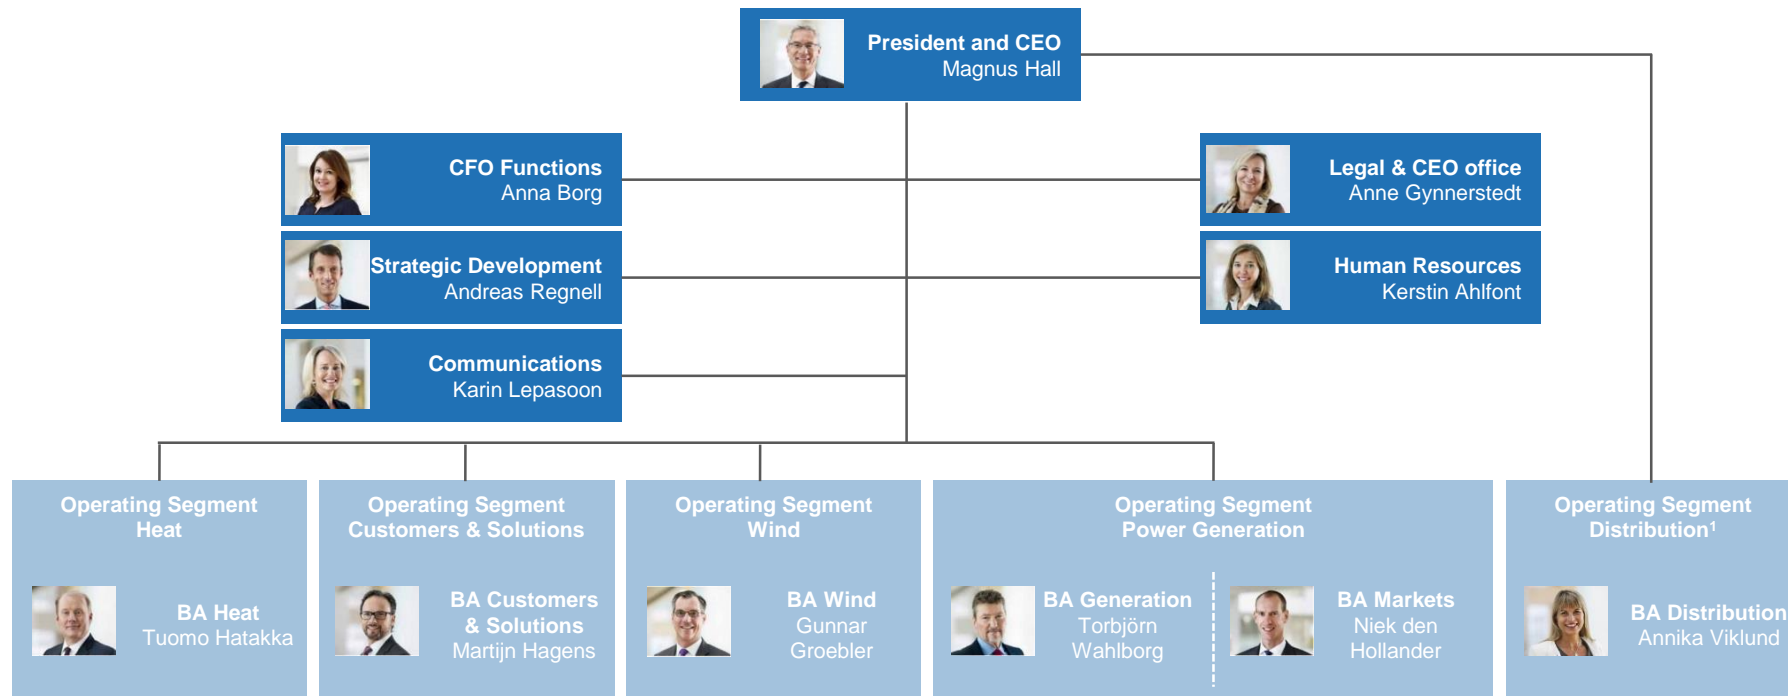 President and CEO
Magnus Hall
CFO Functions
Anna Borg
Legal & CEO office
Anne Gynnerstedt
Strategic Development
Andreas Regnell
Human Resources
Kerstin Ahlfont
Communications
Karin Lepasoon
Operating Segment
Heat
BA Heat
Tuomo Hatakka
Operating Segment
Customers & Solutions
BA Customers
& Solutions
Martijn Hagens
Operating Segment
Wind
BA Wind
Gunnar
Groebler
Operating Segment
Power Generation
BA Generation
Torbjörn
Wahlborg
BA Markets
Niek den
Hollander
Operating Segment
Distribution¹
BA Distribution
Annika Viklund